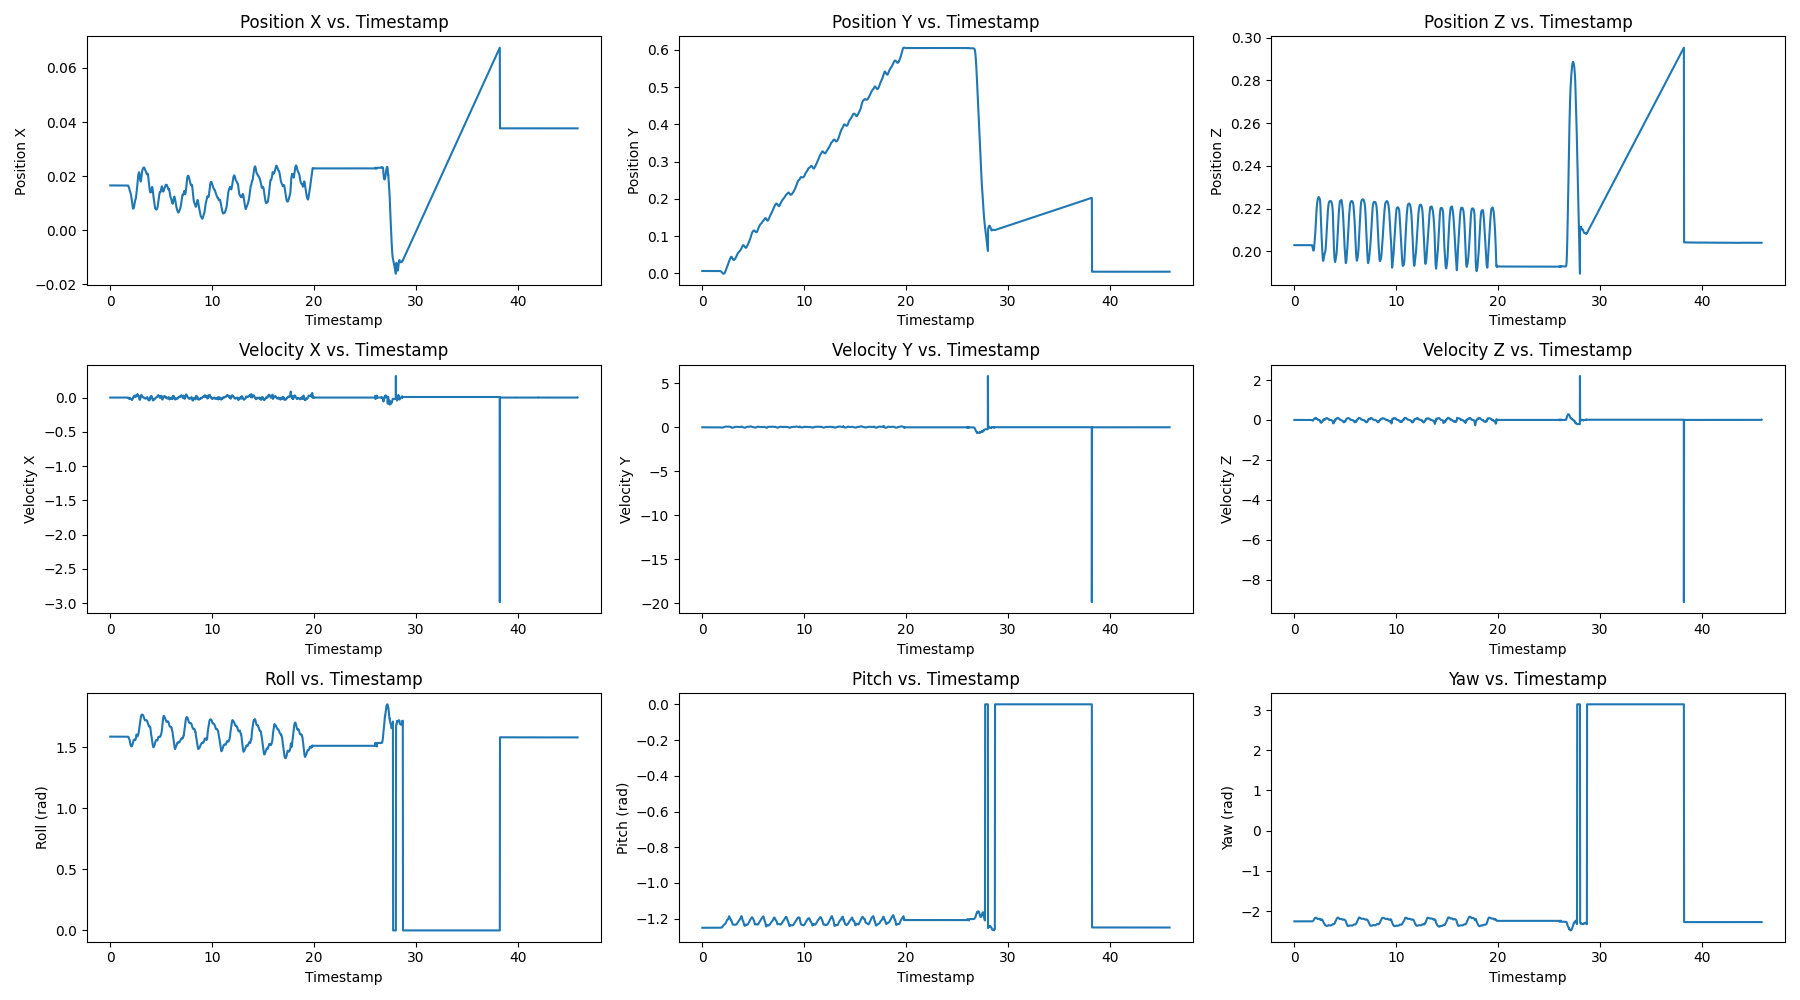 Position X vs. Timestamp
Position X
0.06
0.04
0.02
0.00
−0.02
0 10 20 30 40
Timestamp
Position Y vs. Timestamp
Position Y
0.6
0.5
0.4
0.3
0.2
0.1
0.0
0 10 20 30 40
Timestamp
Position Z vs. Timestamp
Position Z
0.30
0.28
0.26
0.24
0.22
0.20
0 10 20 30 40
Timestamp
Velocity X vs. Timestamp
Velocity X
0.0
−0.5
−1.0
−1.5
−2.0
−2.5
−3.0
0 10 20 30 40
Timestamp
Velocity Y vs. Timestamp
Velocity Y
5
0
−5
−10
−15
−20
0 10 20 30 40
Timestamp
Velocity Z vs. Timestamp
Velocity Z
2
0
−2
−4
−6
−8
0 10 20 30 40
Timestamp
Roll vs. Timestamp
Roll (rad)
1.5
1.0
0.5
0.0
0 10 20 30 40
Timestamp
Pitch vs. Timestamp
Pitch (rad)
0.0
−0.2
−0.4
−0.6
−0.8
−1.0
−1.2
0 10 20 30 40
Timestamp
Yaw vs. Timestamp
Yaw (rad)
3
2
1
0
−1
−2
0 10 20 30 40
Timestamp